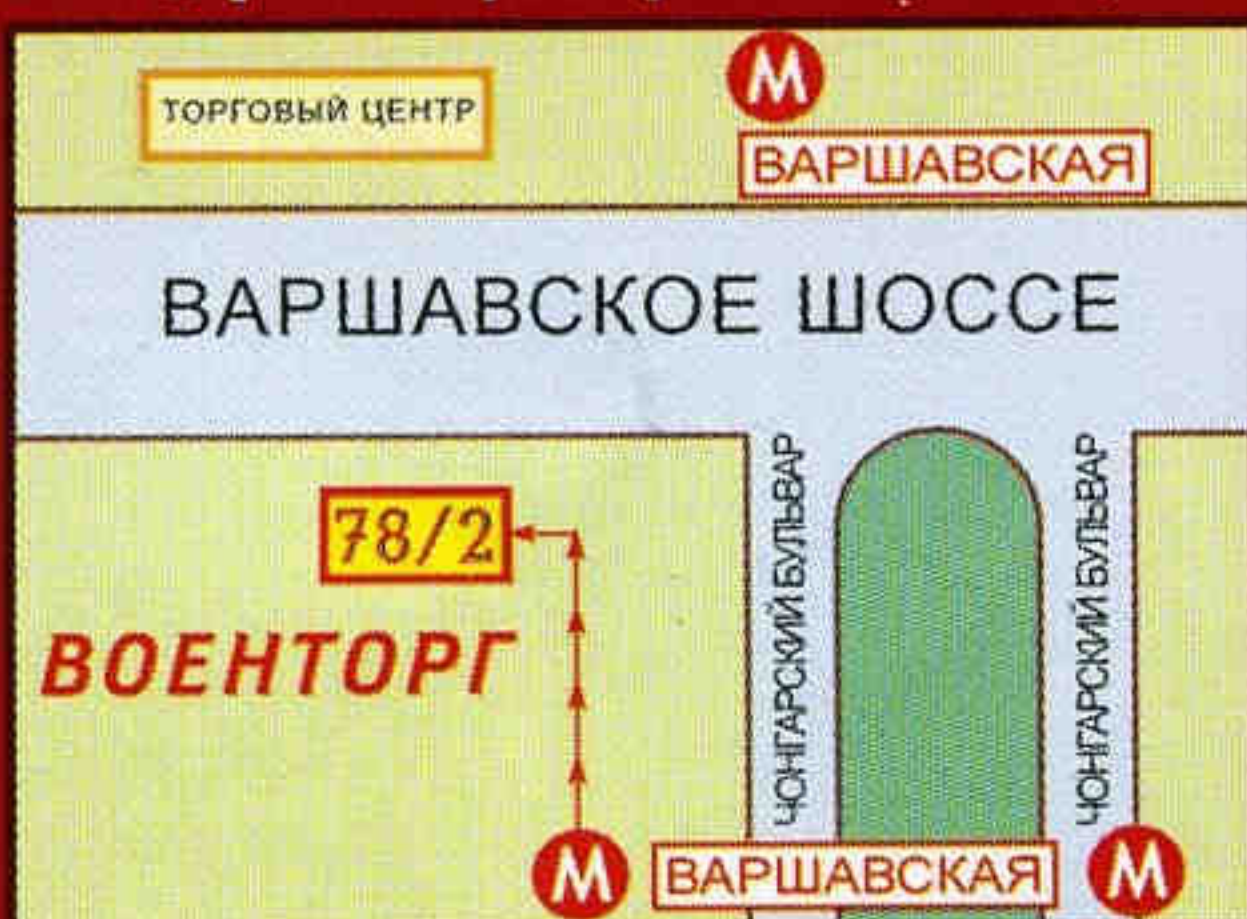 М
ТОРГОВЫЙ ЦЕНТР
ВАРШАВСКАЯ
ВАРШАВСКОЕ ШОССЕ
78/2
ВОЕНТОРГ
ЧОНГАРСКИЙ БУЛЬВАР
ЧОНГАРСКИЙ БУЛЬВАР
М ВАРШАВСКАЯ М